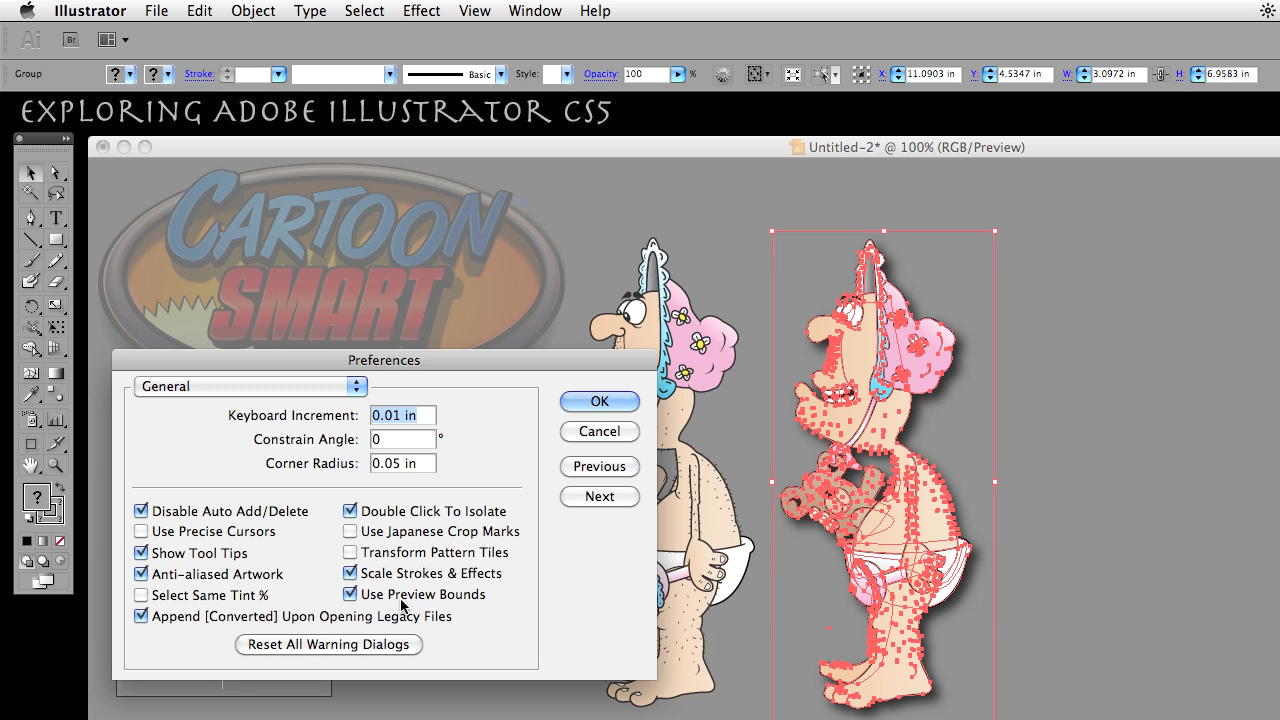 Illustrator File Edit Object Type Select Effect View Window Help
Ai Br
Group ? ? Stroke: Basic Style: Opacity: 100 % X: 11.0903 in Y: 4.5347 in W: 3.0972 in H: 6.9583 in
EXPLORING ADOBE ILLUSTRATOR CS5
Untitled-2* @ 100% (RGB/Preview)
CARTOON
SMART
Preferences
General
Keyboard Increment: 0.01 in
Constrain Angle: 0 °
Corner Radius: 0.05 in
OK
Cancel
Previous
Next
Disable Auto Add/Delete Double Click To Isolate
Use Precise Cursors Use Japanese Crop Marks
Show Tool Tips Transform Pattern Tiles
Anti-aliased Artwork Scale Strokes & Effects
Select Same Tint % Use Preview Bounds
Append [Converted] Upon Opening Legacy Files
Reset All Warning Dialogs
T
?